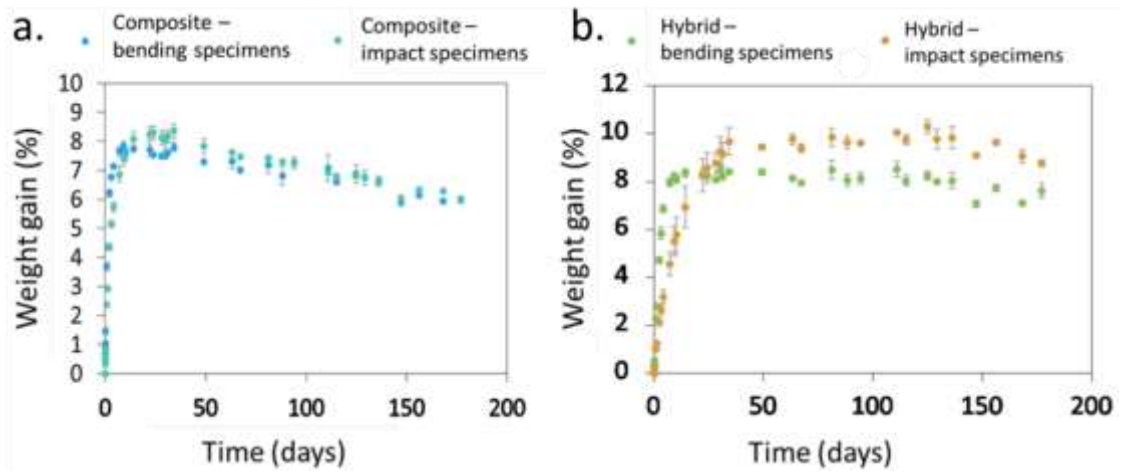 a.
Composite –
bending specimens
Composite –
impact specimens
10
9
8
7
6
5
4
3
2
1
0
Weight gain (%)
0 50 100 150 200
Time (days)
b.
Hybrid –
bending specimens
Hybrid –
impact specimens
12
10
8
6
4
2
0
Weight gain (%)
0 50 100 150 200
Time (days)